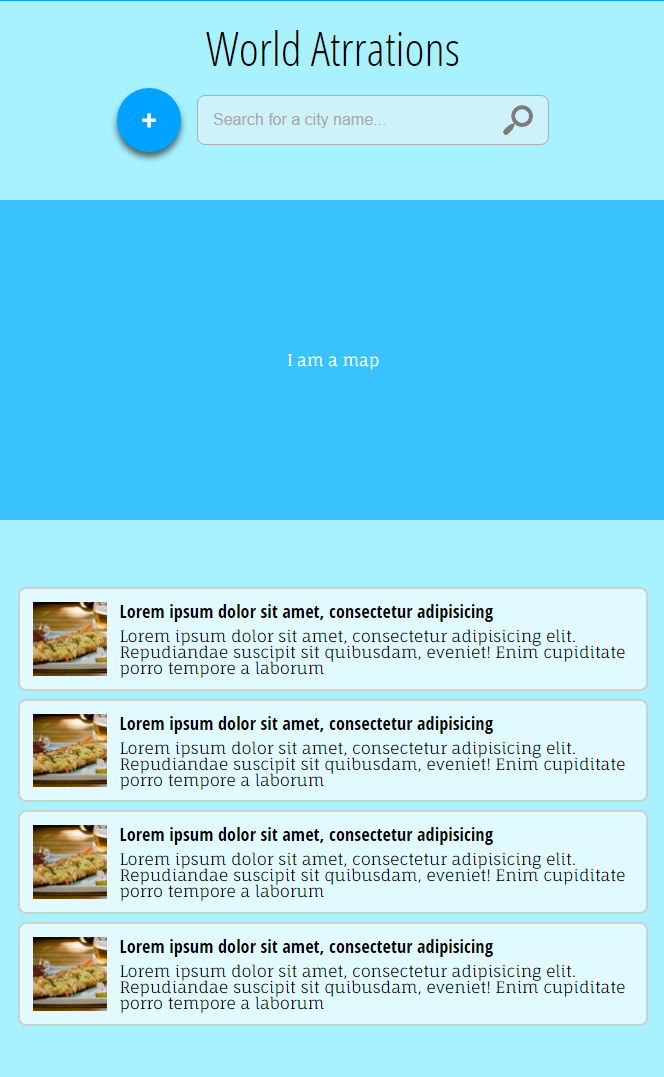 World Atrrations
+
Search for a city name...
I am a map
Lorem ipsum dolor sit amet, consectetur adipisicing
Lorem ipsum dolor sit amet, consectetur adipisicing elit.
Repudiandae suscipit sit quibusdam, eveniet! Enim cupiditate
porro tempore a laborum
Lorem ipsum dolor sit amet, consectetur adipisicing
Lorem ipsum dolor sit amet, consectetur adipisicing elit.
Repudiandae suscipit sit quibusdam, eveniet! Enim cupiditate
porro tempore a laborum
Lorem ipsum dolor sit amet, consectetur adipisicing
Lorem ipsum dolor sit amet, consectetur adipisicing elit.
Repudiandae suscipit sit quibusdam, eveniet! Enim cupiditate
porro tempore a laborum
Lorem ipsum dolor sit amet, consectetur adipisicing
Lorem ipsum dolor sit amet, consectetur adipisicing elit.
Repudiandae suscipit sit quibusdam, eveniet! Enim cupiditate
porro tempore a laborum